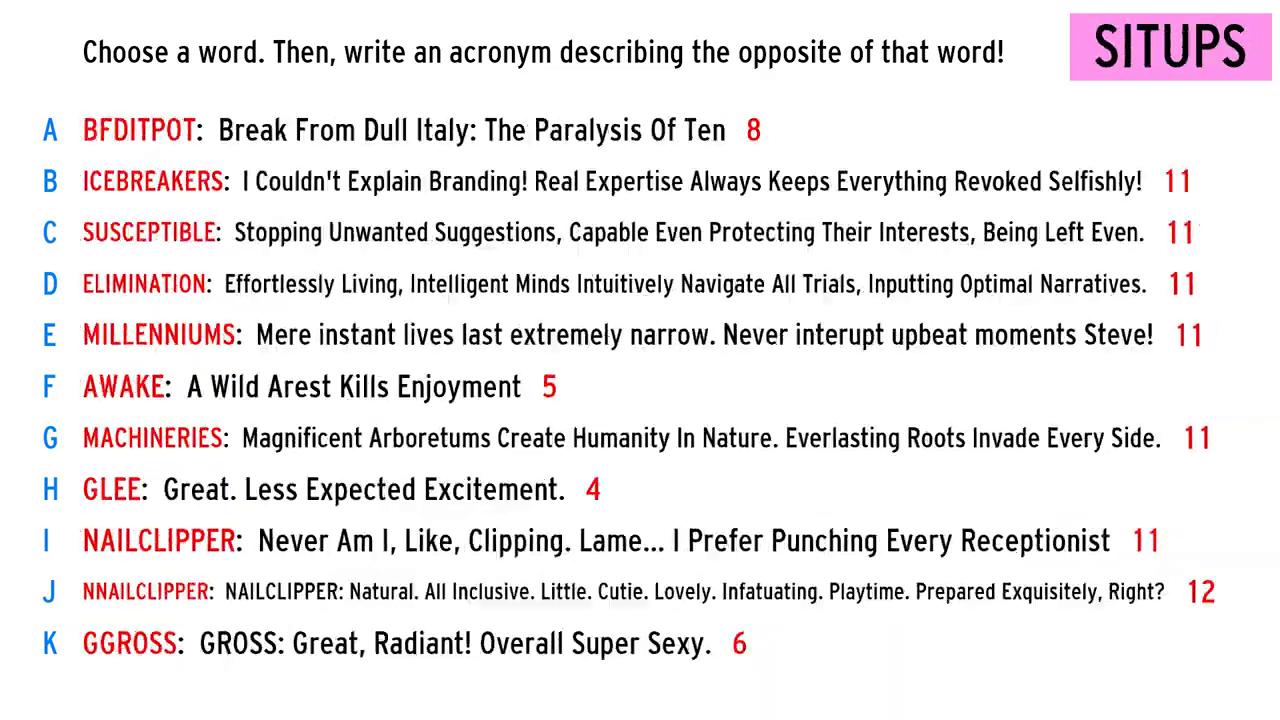 Choose a word. Then, write an acronym describing the opposite of that word!
SITUPS
A BFDITPOT: Break From Dull Italy: The Paralysis Of Ten 8
B ICEBREAKERS: I Couldn't Explain Branding! Real Expertise Always Keeps Everything Revoked Selfishly! 11
C SUSCEPTIBLE: Stopping Unwanted Suggestions, Capable Even Protecting Their Interests, Being Left Even. 11
D ELIMINATION: Effortlessly Living, Intelligent Minds Intuitively Navigate All Trials, Inputting Optimal Narratives. 11
E MILLENNIUMS: Mere instant lives last extremely narrow. Never interupt upbeat moments Steve! 11
F AWAKE: A Wild Arest Kills Enjoyment 5
G MACHINERIES: Magnificent Arboretums Create Humanity In Nature. Everlasting Roots Invade Every Side. 11
H GLEE: Great. Less Expected Excitement. 4
I NAILCLIPPER: Never Am I, Like, Clipping. Lame... I Prefer Punching Every Receptionist 11
J NNAILCLIPPER: NAILCLIPPER: Natural. All Inclusive. Little. Cutie. Lovely. Infatuating. Playtime. Prepared Exquisitely, Right? 12
K GGROSS: GROSS: Great, Radiant! Overall Super Sexy. 6